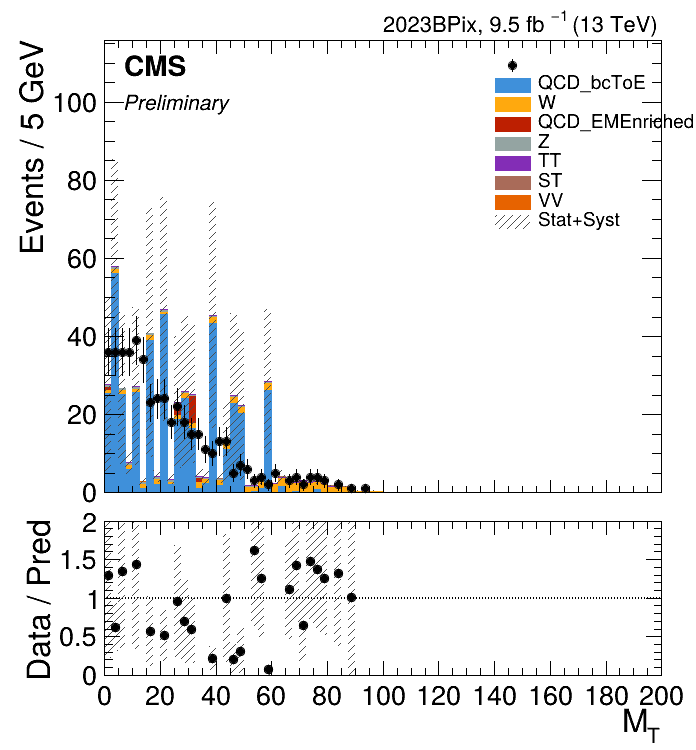 2023BPix, 9.5 fb⁻¹ (13 TeV)
CMS
Preliminary
Events / 5 GeV
100
80
60
40
20
0
QCD_bcToE
W
QCD_EMEnriched
Z
TT
ST
VV
Stat+Syst
Data / Pred
2
1.5
1
0.5
0
0 20 40 60 80 100 120 140 160 180 200
M_T